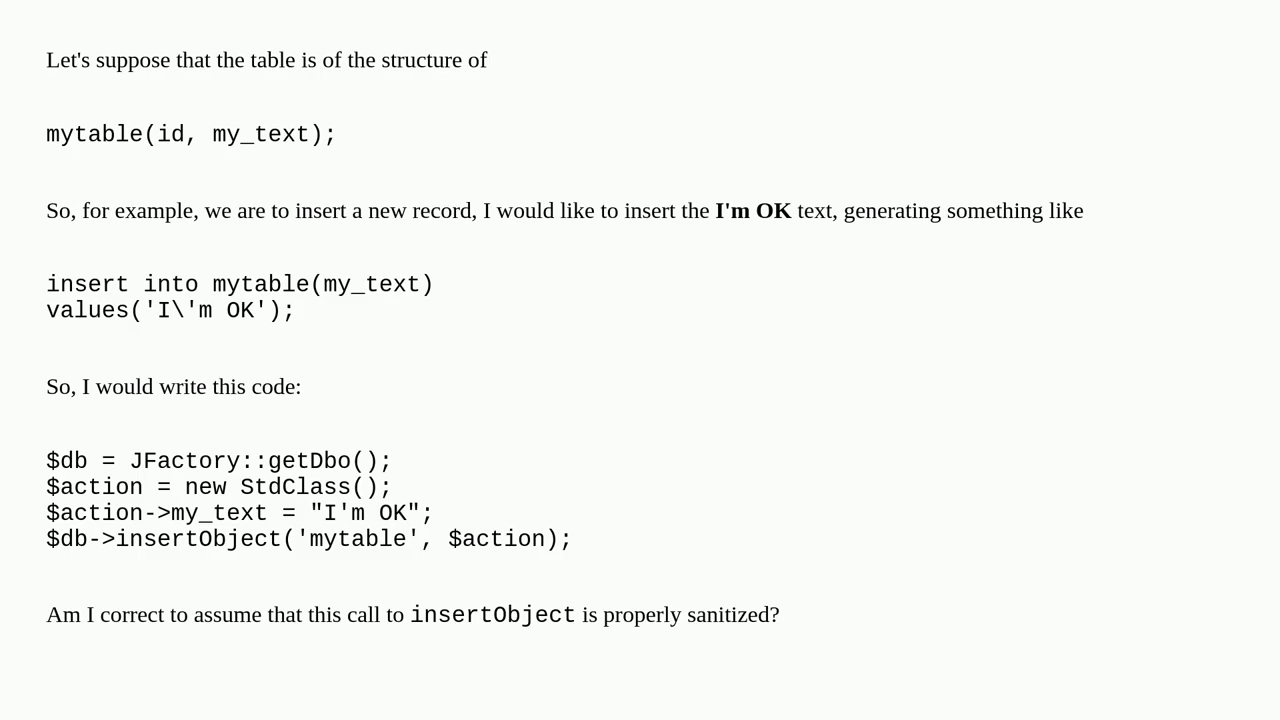 Let's suppose that the table is of the structure of
mytable(id, my_text);
So, for example, we are to insert a new record, I would like to insert the I'm OK text, generating something like
insert into mytable(my_text)
values('I\'m OK');
So, I would write this code:
$db = JFactory::getDbo();
$action = new StdClass();
$action->my_text = "I'm OK";
$db->insertObject('mytable', $action);
Am I correct to assume that this call to insertObject is properly sanitized?